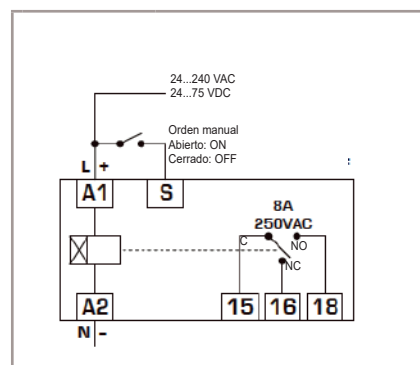 24...240 VAC
24...75 VDC
Orden manual
Abierto: ON
Cerrado: OFF
L +
A1
S
8A
250VAC
C
NO
NC
A2
15
16
18
N -